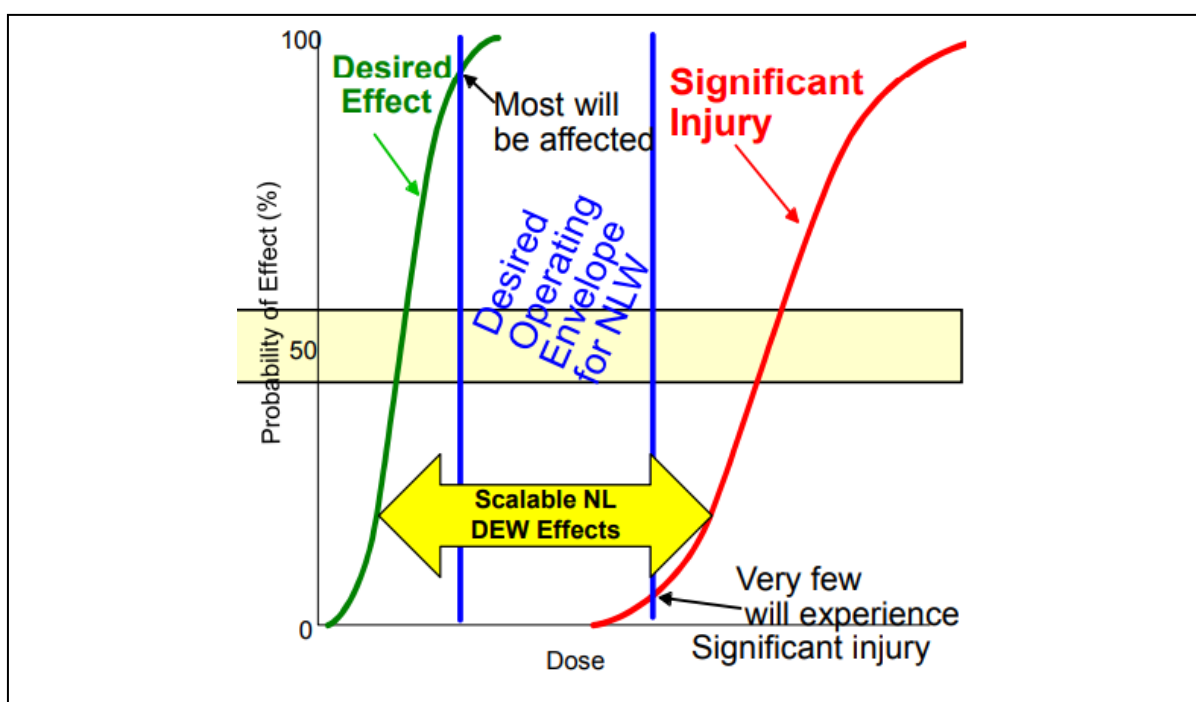 100
Desired
Effect
Most will
be affected
Significant
Injury
Probability of Effect (%)
Desired
Operating
Envelope
for NLW
50
Scalable NL
DEW Effects
Very few
will experience
Significant injury
0
Dose